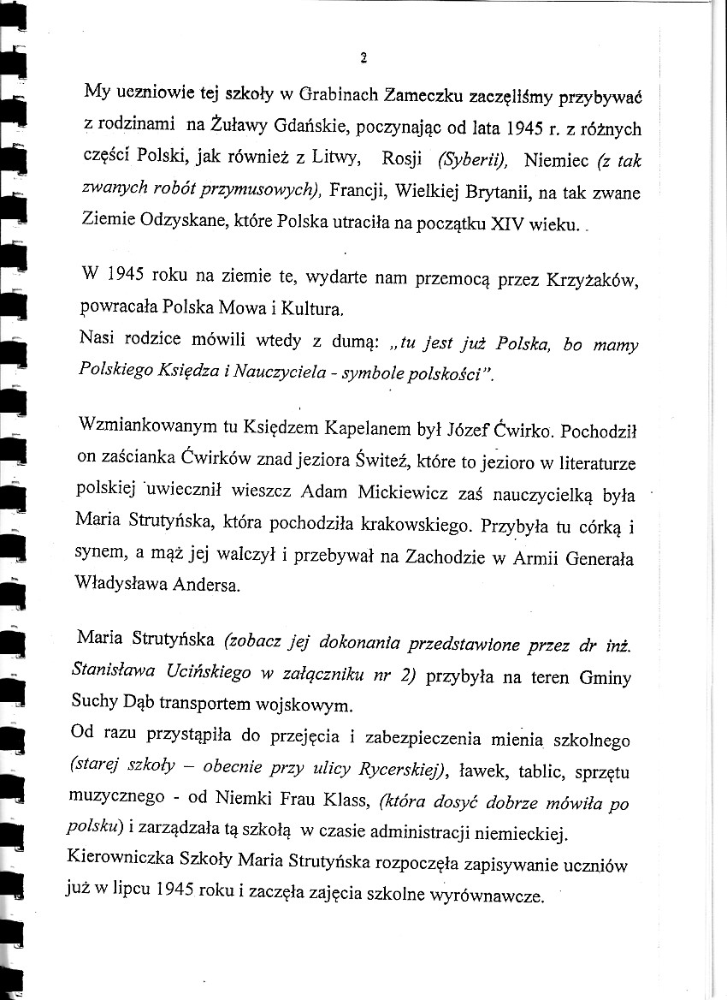 2
My uczniowie tej szkoły w Grabinach Zameczku zaczęliśmy przybywać
z rodzinami na Żuławy Gdańskie, poczynając od lata 1945 r. z różnych
części Polski, jak również z Litwy, Rosji (Syberii), Niemiec (z tak
zwanych robót przymusowych), Francji, Wielkiej Brytanii, na tak zwane
Ziemie Odzyskane, które Polska utraciła na początku XIV wieku. .
W 1945 roku na ziemie te, wydarte nam przemocą przez Krzyżaków,
powracała Polska Mowa i Kultura.
Nasi rodzice mówili wtedy z dumą: „tu jest już Polska, bo mamy
Polskiego Księdza i Nauczyciela - symbole polskości”.
Wzmiankowanym tu Księdzem Kapelanem był Józef Ćwirko. Pochodził
on zaścianka Ćwirków znad jeziora Świteź, które to jezioro w literaturze
polskiej uwiecznił wieszcz Adam Mickiewicz zaś nauczycielką była
Maria Strutyńska, która pochodziła krakowskiego. Przybyła tu córką i
synem, a mąż jej walczył i przebywał na Zachodzie w Armii Generała
Władysława Andersa.
Maria Strutyńska (zobacz jej dokonania przedstawione przez dr inż.
Stanisława Ucińskiego w załączniku nr 2) przybyła na teren Gminy
Suchy Dąb transportem wojskowym.
Od razu przystąpiła do przejęcia i zabezpieczenia mienia szkolnego
(starej szkoły – obecnie przy ulicy Rycerskiej), ławek, tablic, sprzętu
muzycznego - od Niemki Frau Klass, (która dosyć dobrze mówiła po
polsku) i zarządzała tą szkołą w czasie administracji niemieckiej.
Kierowniczka Szkoły Maria Strutyńska rozpoczęła zapisywanie uczniów
już w lipcu 1945 roku i zaczęła zajęcia szkolne wyrównawcze.